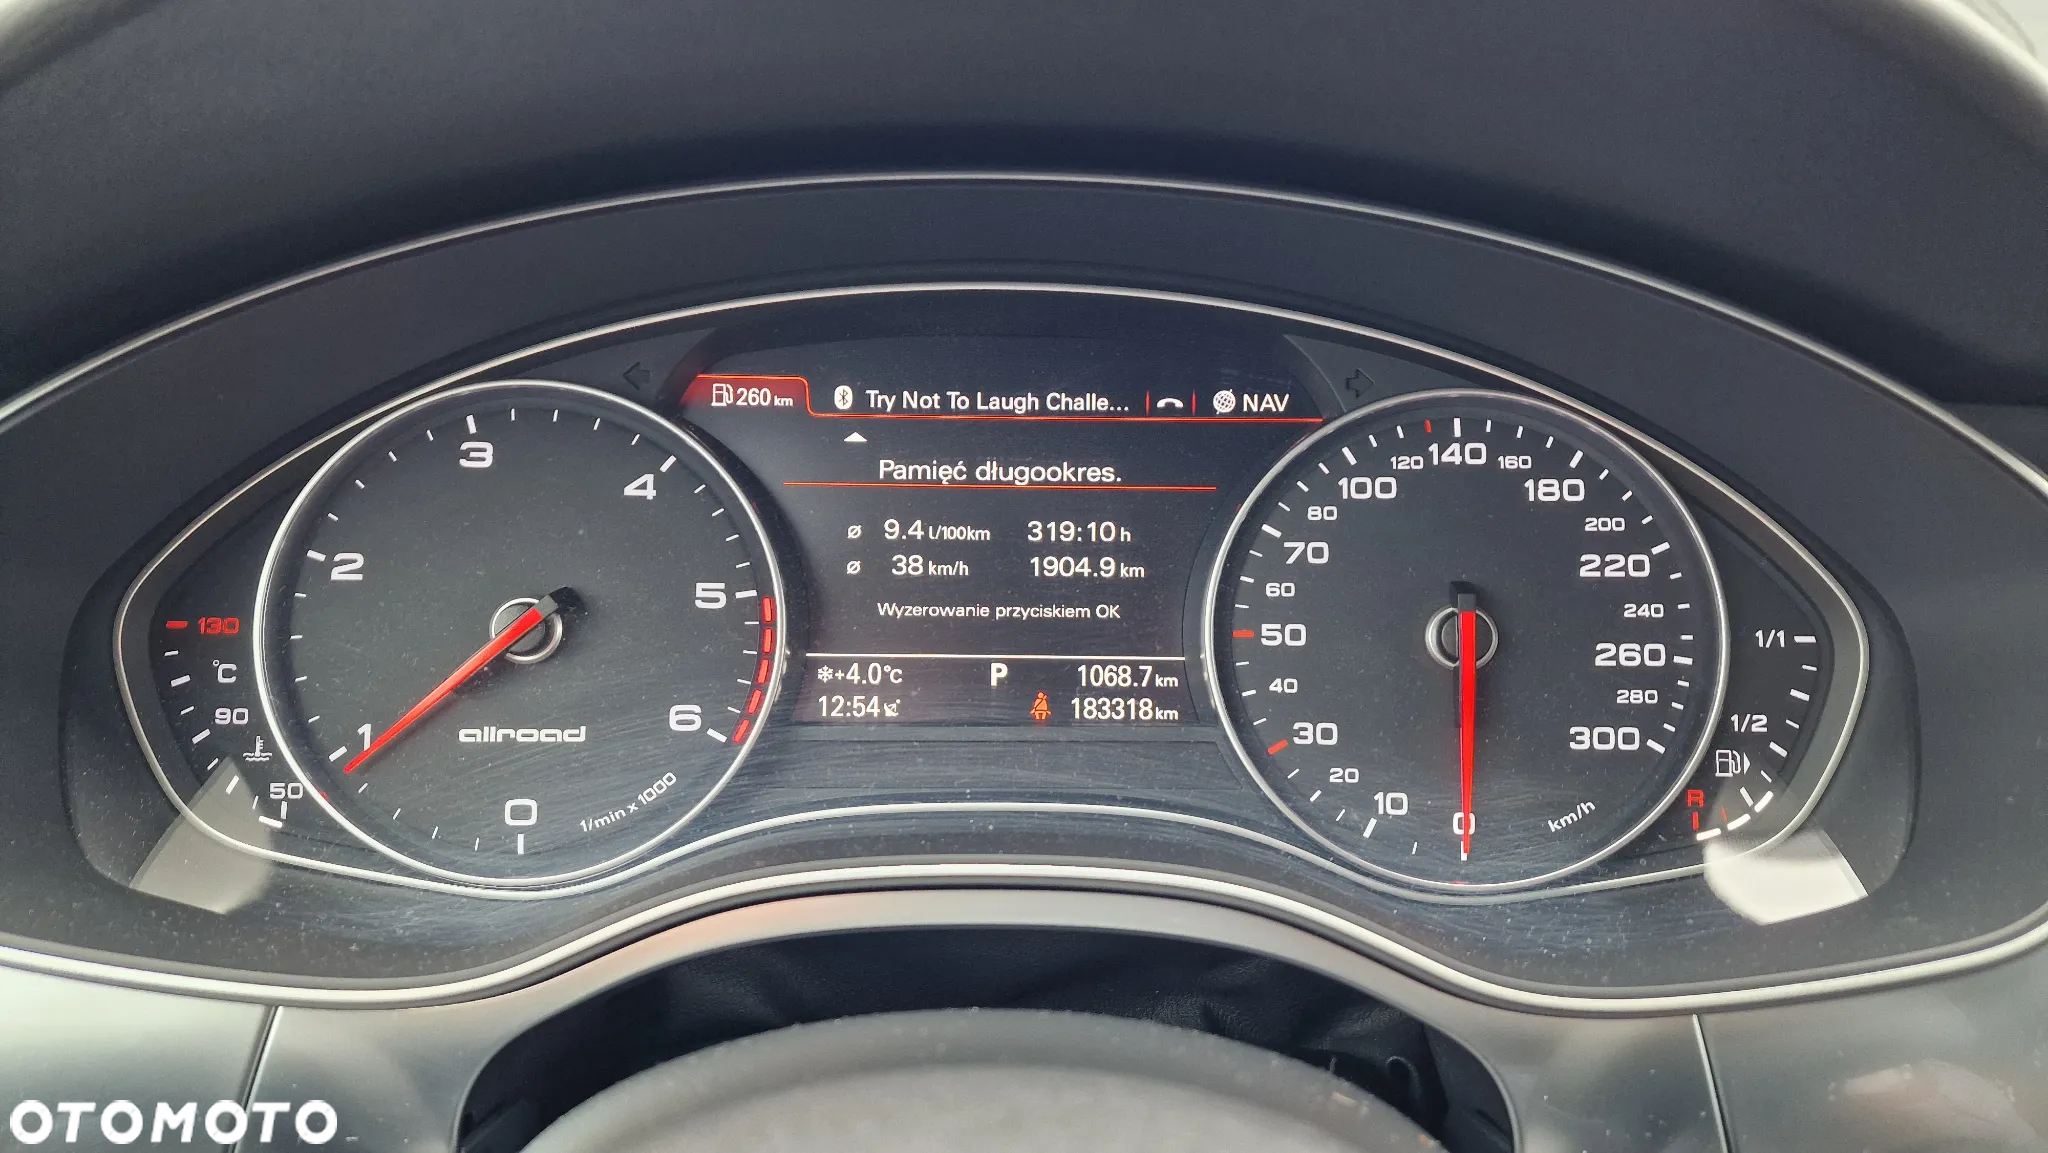 260 km
Try Not To Laugh Challe...
NAV
Pamięć długookres.
ø 9.4 l/100km 319:10 h
ø 38 km/h 1904.9 km
Wyzerowanie przyciskiem OK
+4.0°C P 1068.7 km
12:54 183318 km
0 1 2 3 4 5 6
allroad
1/min x 1000
130
°C
90
50
0 10 20 30 40 50 60 70 80 100 120 140 160 180 200 220 240 260 280 300
km/h
1/1
1/2
R
OTOMOTO